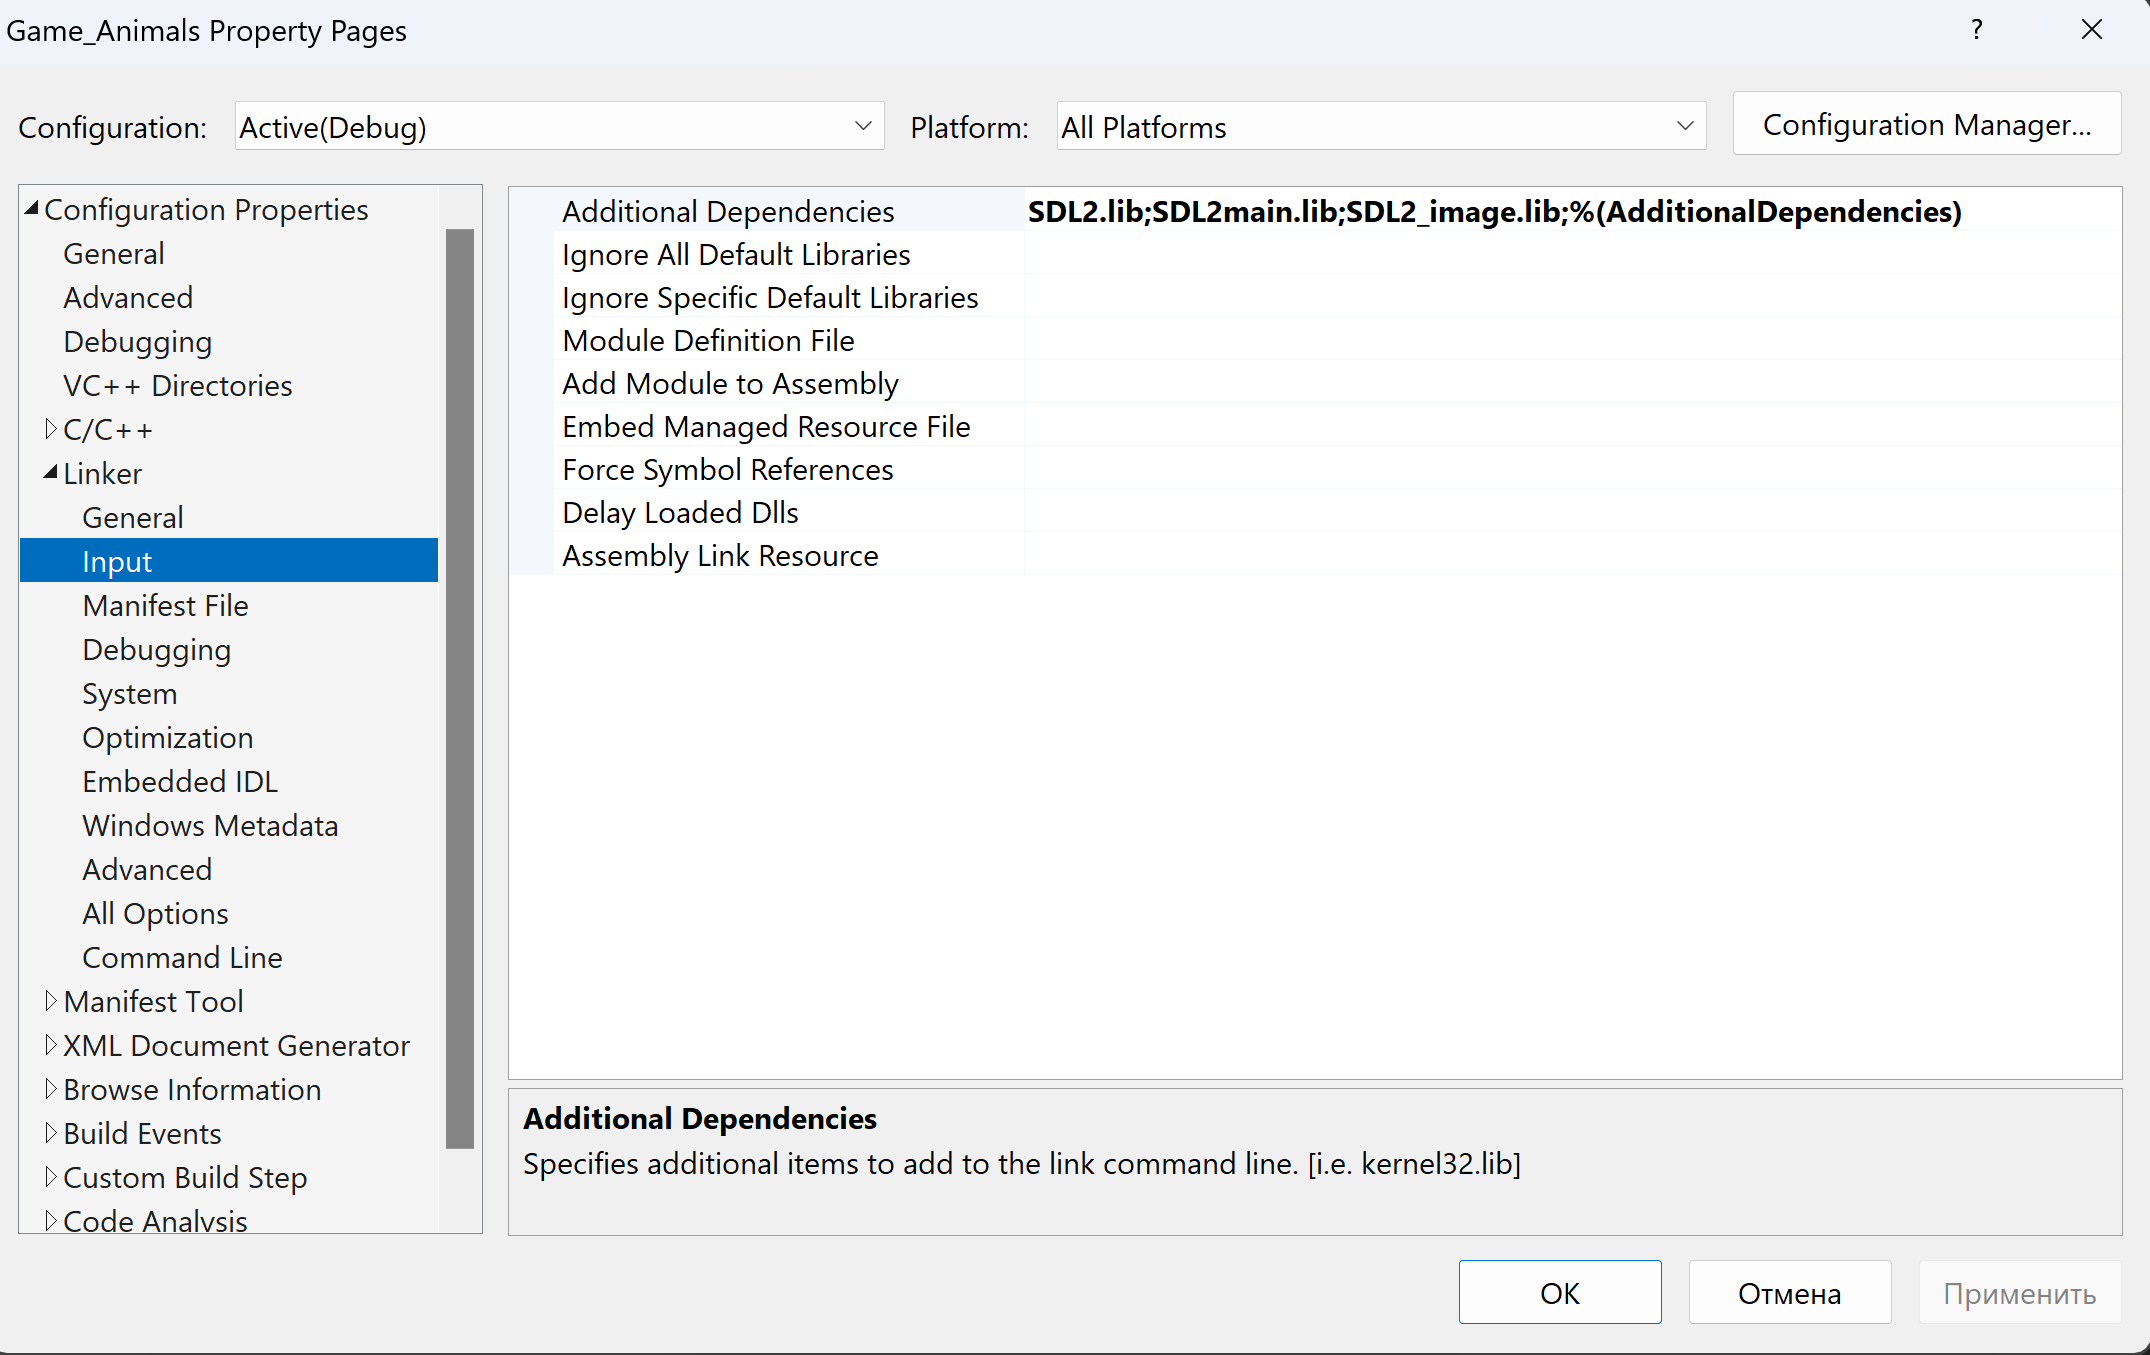 Game_Animals Property Pages
?
Configuration: Active(Debug) Platform: All Platforms Configuration Manager...
Configuration Properties
General
Advanced
Debugging
VC++ Directories
C/C++
Linker
General
Input
Manifest File
Debugging
System
Optimization
Embedded IDL
Windows Metadata
Advanced
All Options
Command Line
Manifest Tool
XML Document Generator
Browse Information
Build Events
Custom Build Step
Code Analysis
Additional Dependencies SDL2.lib;SDL2main.lib;SDL2_image.lib;%(AdditionalDependencies)
Ignore All Default Libraries
Ignore Specific Default Libraries
Module Definition File
Add Module to Assembly
Embed Managed Resource File
Force Symbol References
Delay Loaded Dlls
Assembly Link Resource
Additional Dependencies
Specifies additional items to add to the link command line. [i.e. kernel32.lib]
ОК Отмена Применить